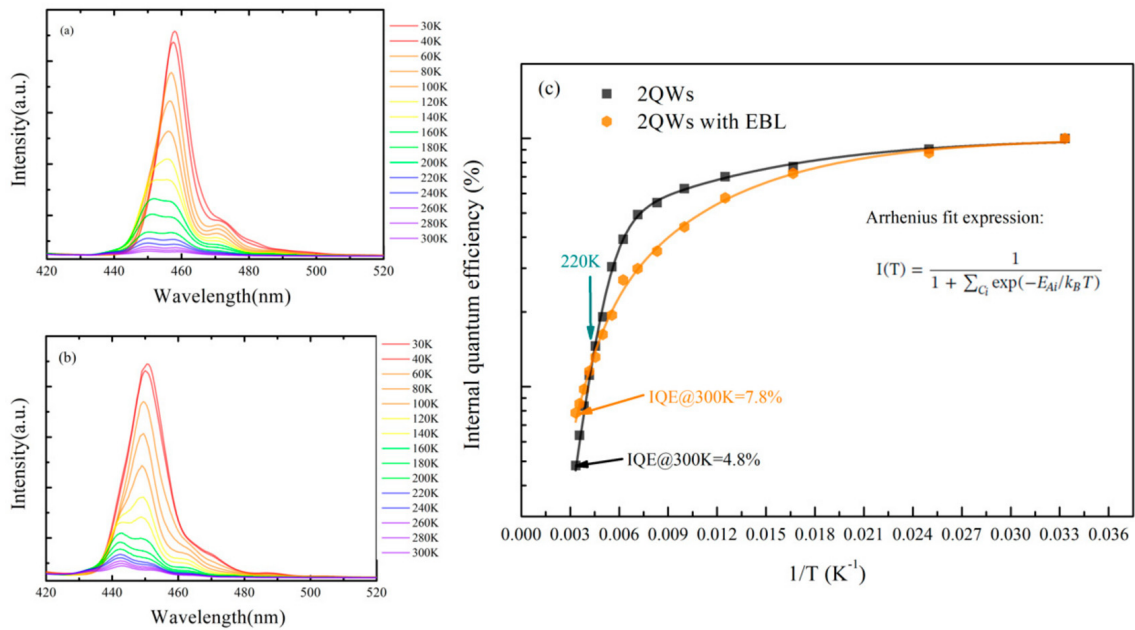 (a)
Intensity(a.u.)
30K
40K
60K
80K
100K
120K
140K
160K
180K
200K
220K
240K
260K
280K
300K
420 440 460 480 500 520
Wavelength(nm)
(b)
Intensity(a.u.)
30K
40K
60K
80K
100K
120K
140K
160K
180K
200K
220K
240K
260K
280K
300K
420 440 460 480 500 520
Wavelength(nm)
(c)
2QWs
2QWs with EBL
Internal quantum efficiency (%)
Arrhenius fit expression:
I(T) = 1 / (1 + ∑Ci exp(−EAi/kBT))
220K
IQE@300K=7.8%
IQE@300K=4.8%
0.000 0.003 0.006 0.009 0.012 0.015 0.018 0.021 0.024 0.027 0.030 0.033 0.036
1/T (K⁻¹)